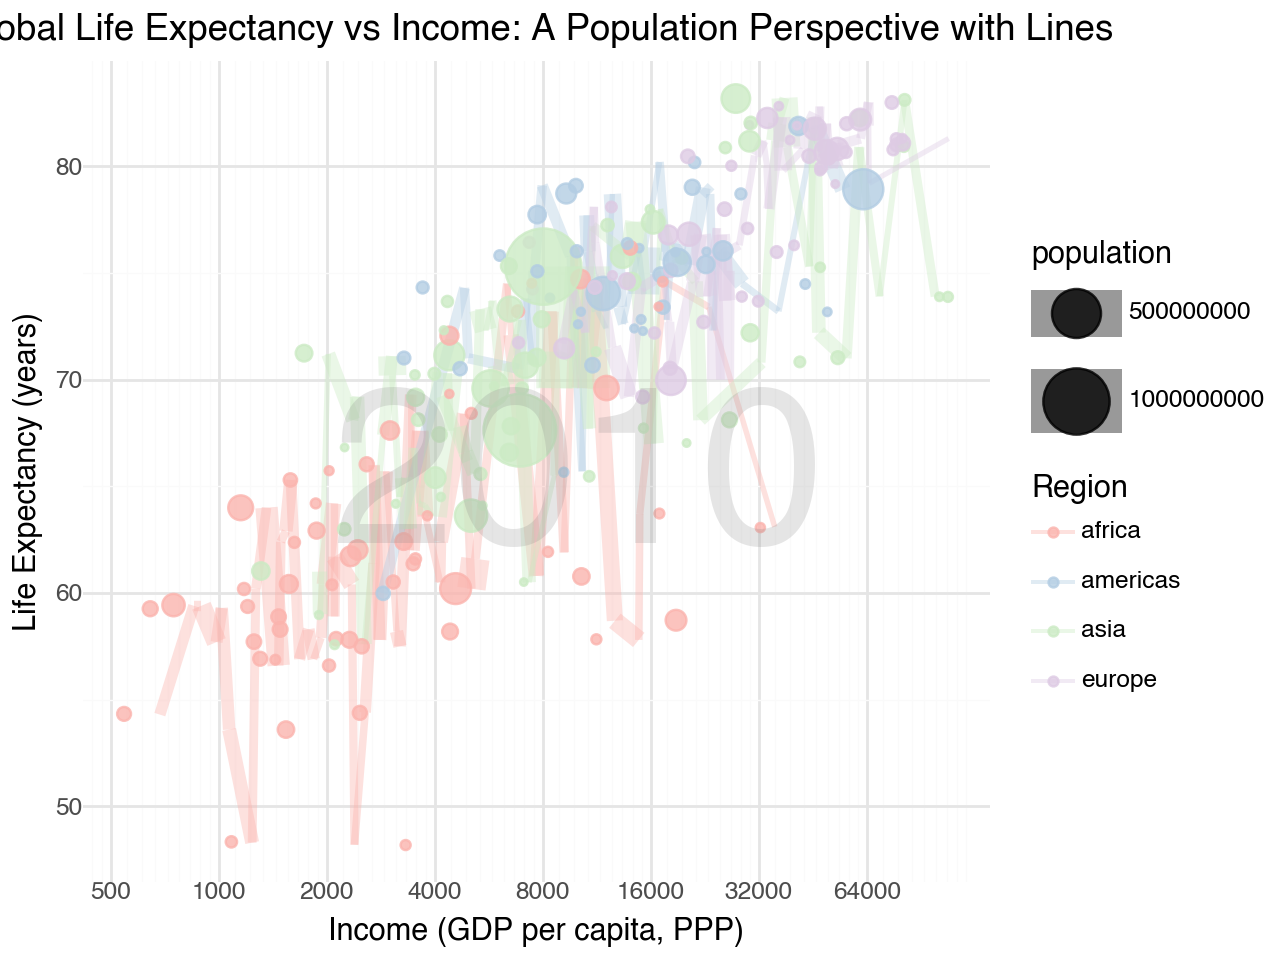 obal Life Expectancy vs Income: A Population Perspective with Lines
80
70
60
50
Life Expectancy (years)
2010
500 1000 2000 4000 8000 16000 32000 64000
Income (GDP per capita, PPP)
population
500000000
1000000000
Region
africa
americas
asia
europe